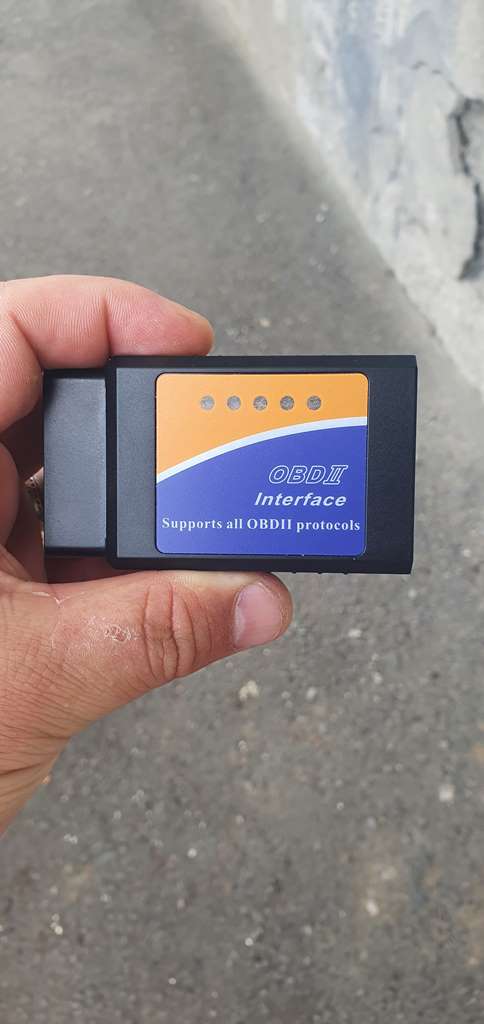 OBDII
Interface
Supports all OBDII protocols